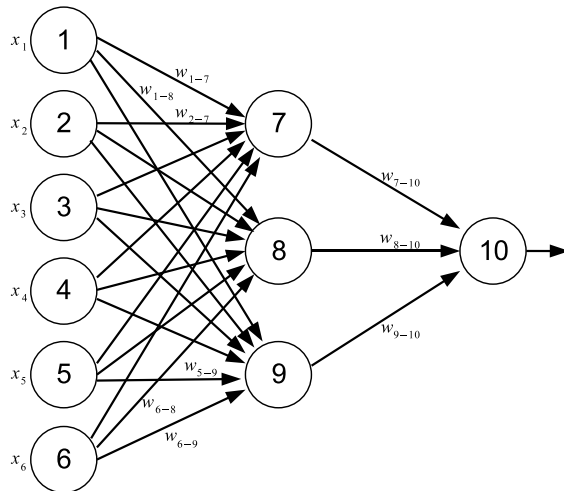 x₁ 1
w₁₋₇
w₁₋₈
x₂ 2 w₂₋₇ 7
w₇₋₁₀
x₃ 3
8 w₈₋₁₀ 10
x₄ 4
w₉₋₁₀
x₅ 5 w₅₋₉ 9
w₆₋₈
w₆₋₉
x₆ 6